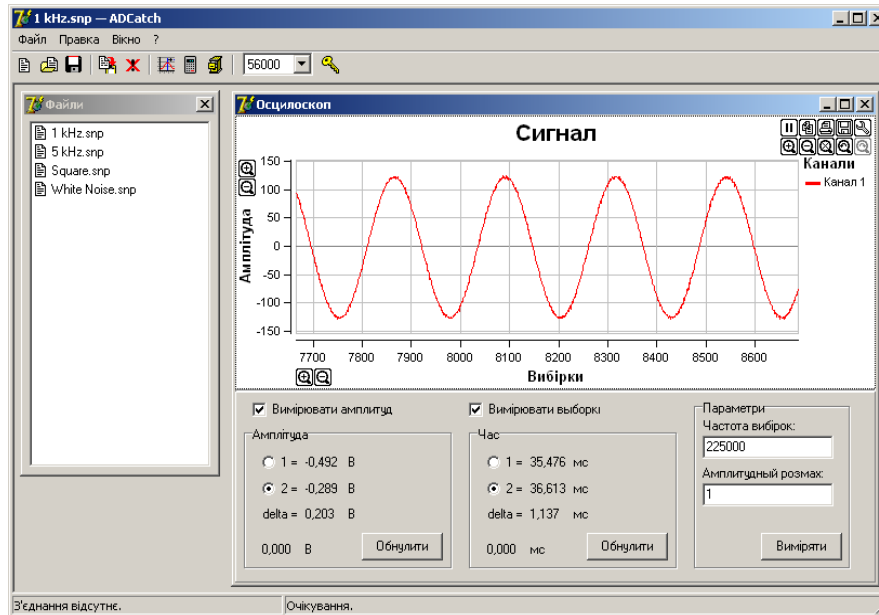 1 kHz.snp — ADCatch
Файл Правка Вікно ?
56000
Файли
1 kHz.snp
5 kHz.snp
Square.snp
White Noise.snp
Осцилоскоп
Сигнал
Канали
Канал 1
Амплітуда
150
100
50
0
-50
-100
-150
7700 7800 7900 8000 8100 8200 8300 8400 8500 8600
Вибірки
Вимірювати амплитуд
Амплітуда
1 = -0,492 В
2 = -0,289 В
delta = 0,203 В
0,000 В Обнулити
Вимірювати выборкі
Час
1 = 35,476 мс
2 = 36,613 мс
delta = 1,137 мс
0,000 мс Обнулити
Параметри
Частота вибірок:
225000
Амплитудный розмах:
1
Виміряти
З'єднання відсутнє.
Очікування.